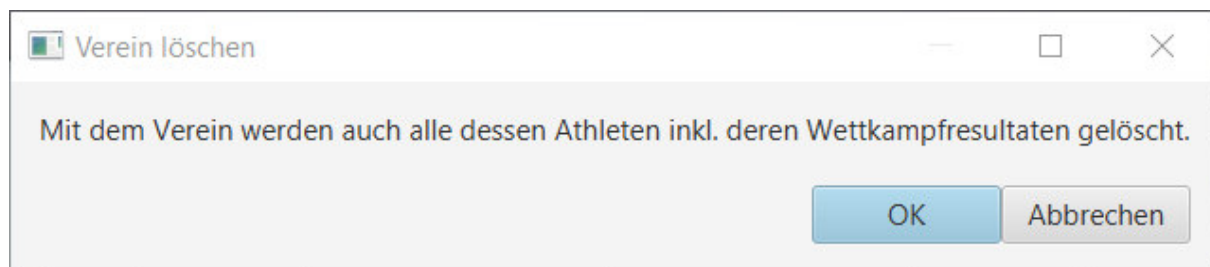 Verein löschen
Mit dem Verein werden auch alle dessen Athleten inkl. deren Wettkampfresultaten gelöscht.
OK Abbrechen